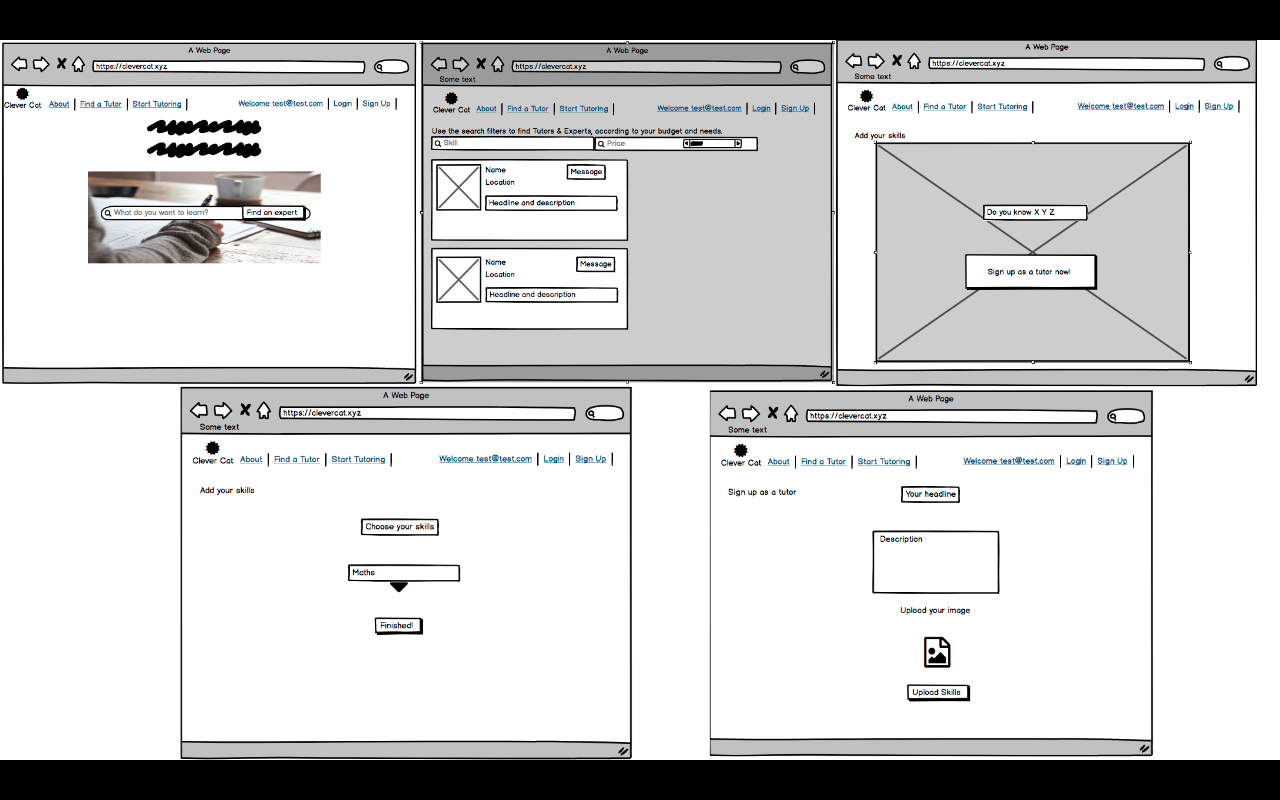 A Web Page
https://clevercat.xyz
Clever Cat About Find a Tutor Start Tutoring Welcome test@test.com Login Sign Up
What do you want to learn? Find an expert
A Web Page
https://clevercat.xyz
Some text
Clever Cat About Find a Tutor Start Tutoring Welcome test@test.com Login Sign Up
Use the search filters to find Tutors & Experts, according to your budget and needs.
Skill Price
Name Message
Location
Headline and description
Name Message
Location
Headline and description
A Web Page
https://clevercat.xyz
Some text
Clever Cat About Find a Tutor Start Tutoring Welcome test@test.com Login Sign Up
Add your skills
Do you know X Y Z
Sign up as a tutor now!
A Web Page
https://clevercat.xyz
Some text
Clever Cat About Find a Tutor Start Tutoring Welcome test@test.com Login Sign Up
Add your skills
Choose your skills
Maths
Finished!
A Web Page
https://clevercat.xyz
Some text
Clever Cat About Find a Tutor Start Tutoring Welcome test@test.com Login Sign Up
Sign up as a tutor Your headline
Description
Upload your image
Upload Skills